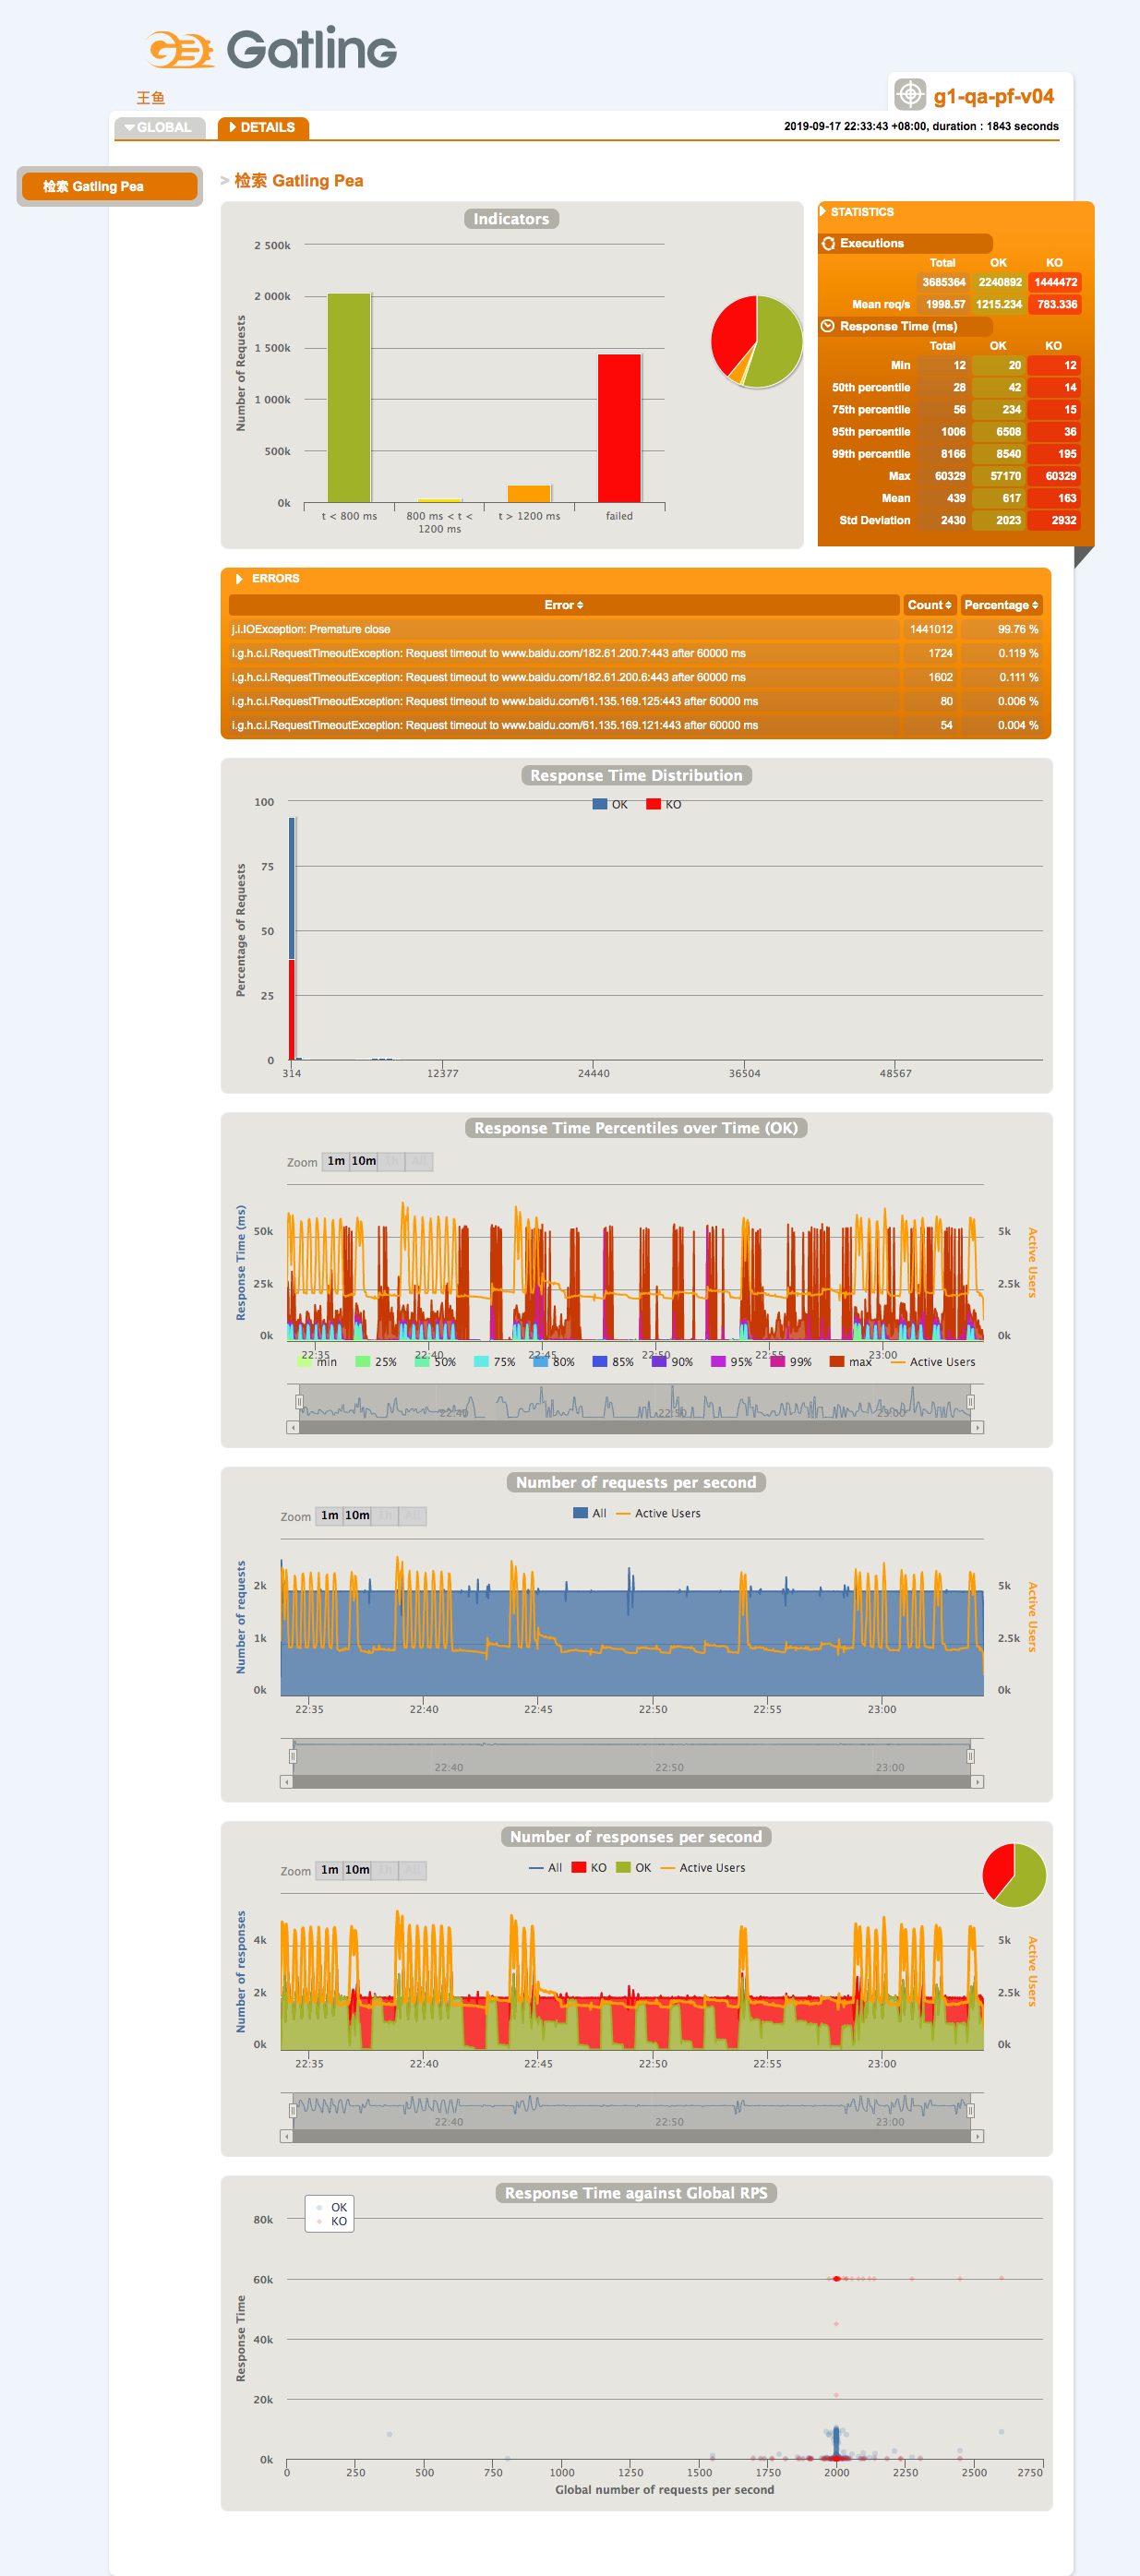 Gatling
王鱼
g1-qa-pf-v04
GLOBAL
DETAILS
2019-09-17 22:33:43 +08:00, duration : 1843 seconds
检索 Gatling Pea
> 检索 Gatling Pea
Indicators
Number of Requests
2 500k
2 000k
1 500k
1 000k
500k
0k
t < 800 ms
800 ms < t < 1200 ms
t > 1200 ms
failed
STATISTICS
Executions
Total OK KO
3685364 2240892 1444472
Mean req/s 1998.57 1215.234 783.336
Response Time (ms)
Total OK KO
Min 12 20 12
50th percentile 28 42 14
75th percentile 56 234 15
95th percentile 1006 6508 36
99th percentile 8166 8540 195
Max 60329 57170 60329
Mean 439 617 163
Std Deviation 2430 2023 2932
ERRORS
Error Count Percentage
j.i.IOException: Premature close 1441012 99.76 %
i.g.h.c.i.RequestTimeoutException: Request timeout to www.baidu.com/182.61.200.7:443 after 60000 ms 1724 0.119 %
i.g.h.c.i.RequestTimeoutException: Request timeout to www.baidu.com/182.61.200.6:443 after 60000 ms 1602 0.111 %
i.g.h.c.i.RequestTimeoutException: Request timeout to www.baidu.com/61.135.169.125:443 after 60000 ms 80 0.006 %
i.g.h.c.i.RequestTimeoutException: Request timeout to www.baidu.com/61.135.169.121:443 after 60000 ms 54 0.004 %
Response Time Distribution
OK KO
Percentage of Requests
100
75
50
25
0
314 12377 24440 36504 48567
Response Time Percentiles over Time (OK)
Zoom 1m 10m 1h All
Response Time (ms)
50k
25k
0k
Active Users
5k
2.5k
0k
22:35 22:40 22:45 22:50 22:55 23:00
min 25% 50% 75% 80% 85% 90% 95% 99% max Active Users
22:40 22:50 23:00
Number of requests per second
Zoom 1m 10m 1h All
All Active Users
Number of requests
2k
1k
0k
Active Users
5k
2.5k
0k
22:35 22:40 22:45 22:50 22:55 23:00
22:40 22:50 23:00
Number of responses per second
Zoom 1m 10m 1h All
All KO OK Active Users
Number of responses
4k
2k
0k
Active Users
5k
2.5k
0k
22:35 22:40 22:45 22:50 22:55 23:00
22:40 22:50 23:00
Response Time against Global RPS
OK
KO
Response Time
80k
60k
40k
20k
0k
0 250 500 750 1000 1250 1500 1750 2000 2250 2500 2750
Global number of requests per second